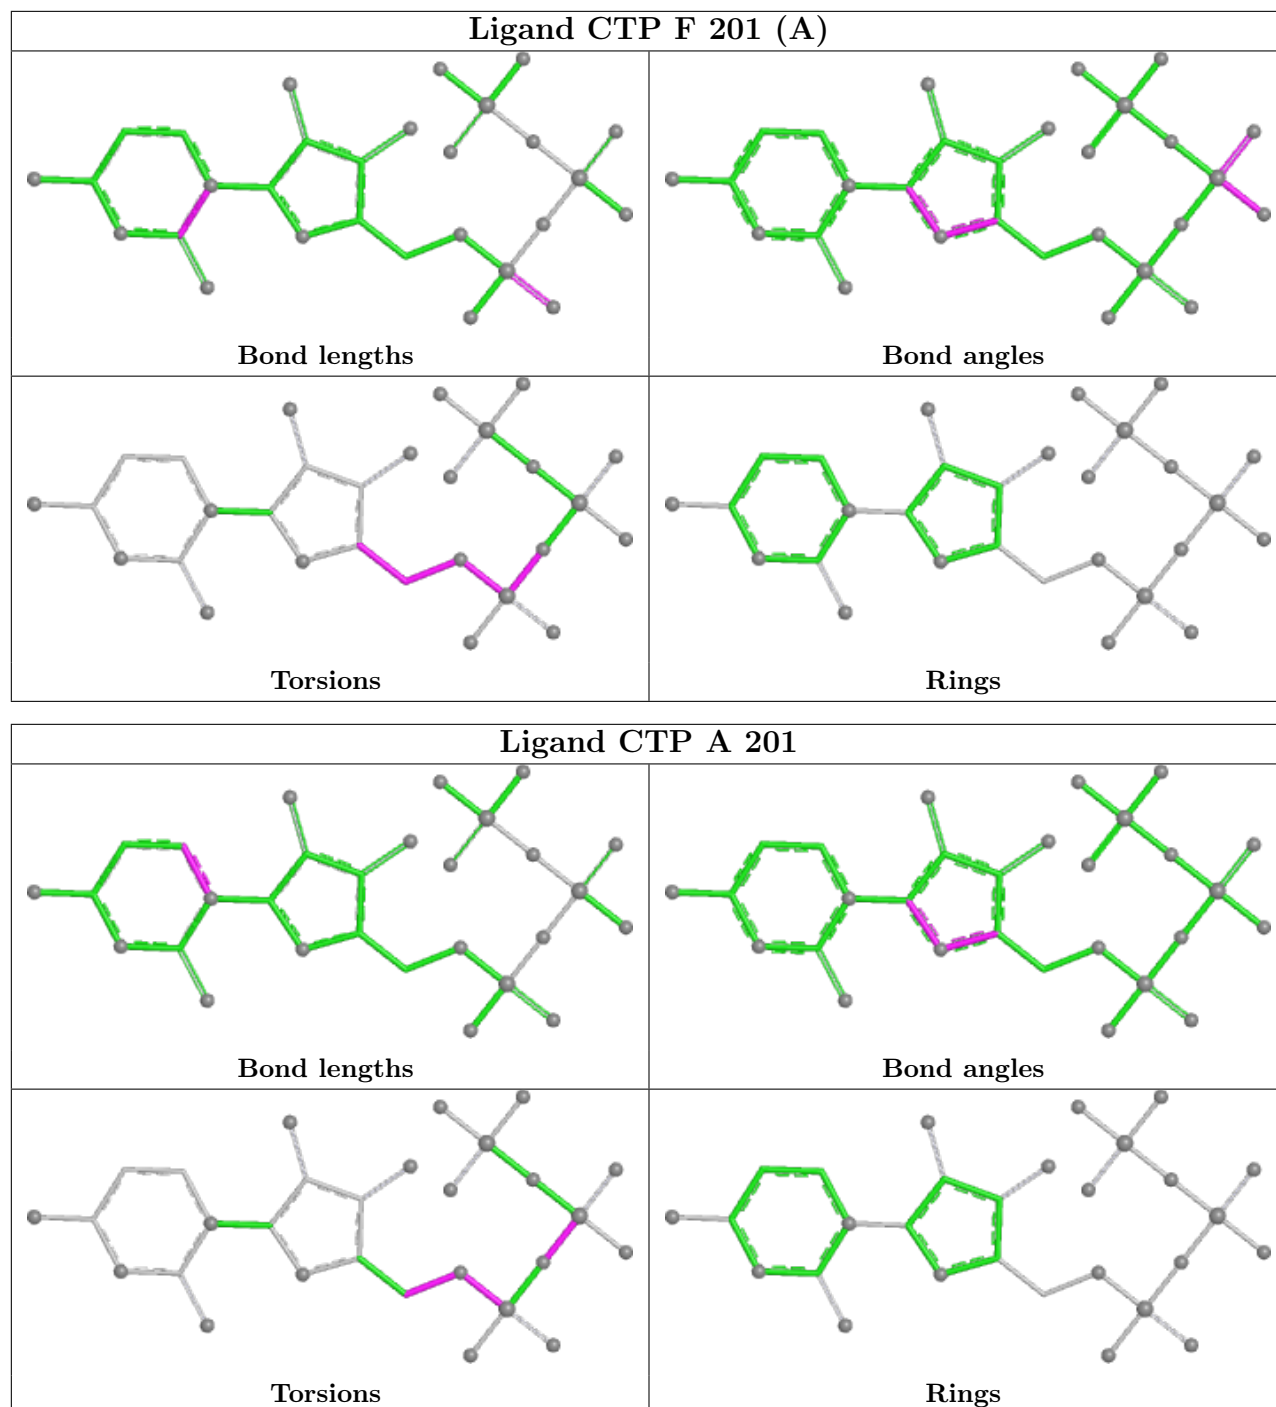 Ligand CTP F 201 (A)
Bond lengths
Bond angles
Torsions
Rings
Ligand CTP A 201
Bond lengths
Bond angles
Torsions
Rings